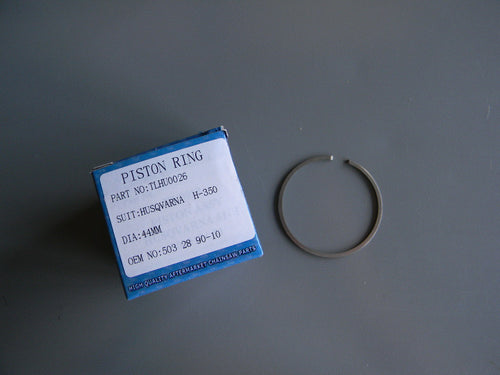 PISTON RING
PART NO:TLHU0026
SUIT:HUSQVARNA H-350
DIA:44MM
OEM NO:503 28 90-10
HIGH QUALITY AFTERMARKET CHAINSAW PARTS